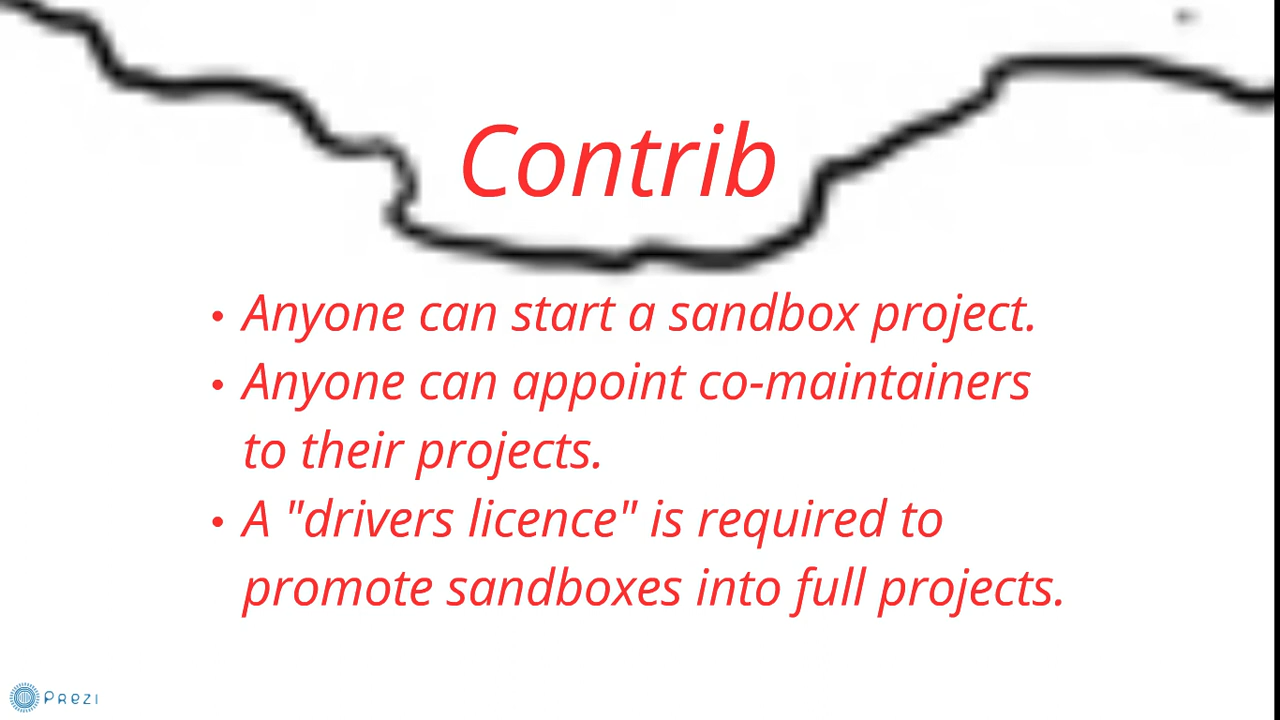 Contrib
• Anyone can start a sandbox project.
• Anyone can appoint co-maintainers
to their projects.
• A "drivers licence" is required to
promote sandboxes into full projects.
Prezi